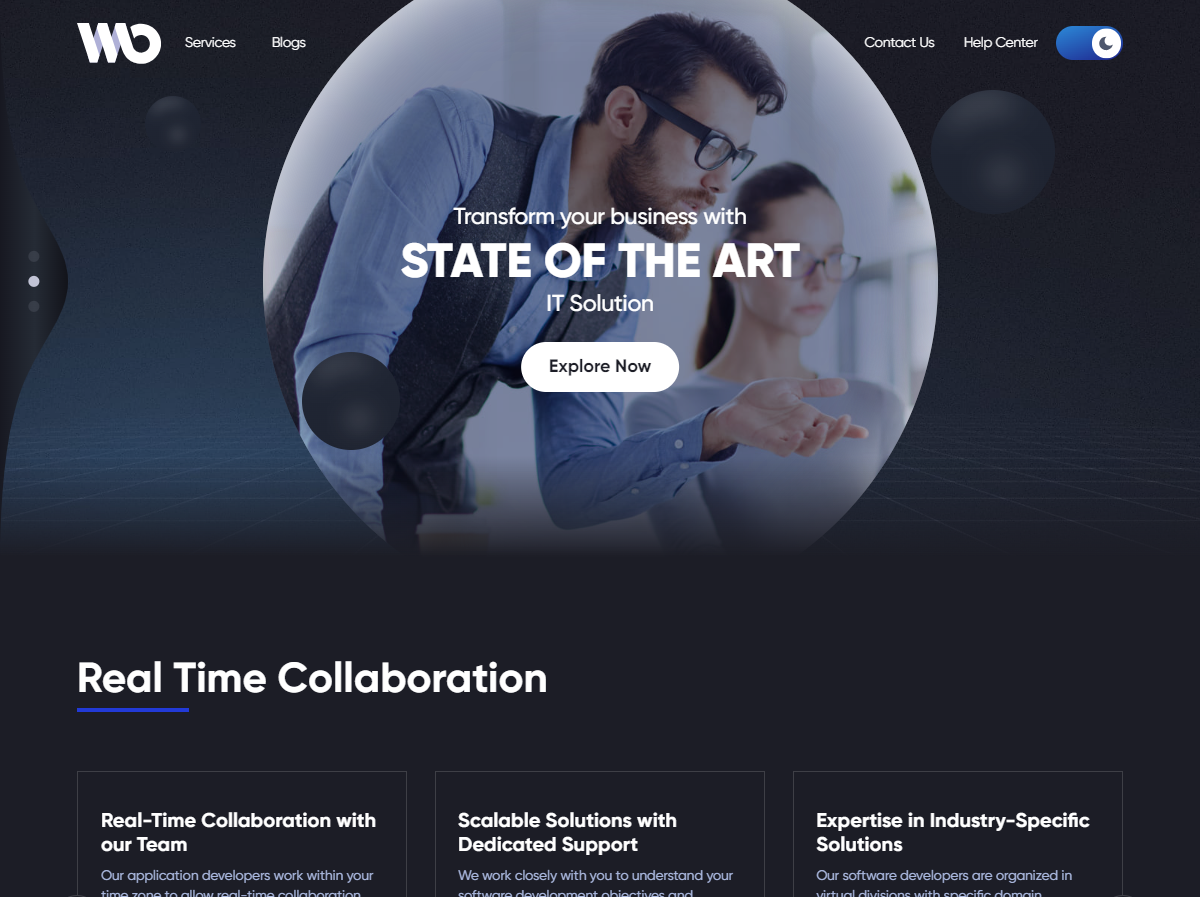 WO
Services
Blogs
Contact Us
Help Center
Transform your business with
STATE OF THE ART
IT Solution
Explore Now
Real Time Collaboration
Real-Time Collaboration with
our Team
Our application developers work within your
time zone to allow real-time collaboration
Scalable Solutions with
Dedicated Support
We work closely with you to understand your
software development objectives and
Expertise in Industry-Specific
Solutions
Our software developers are organized in
virtual divisions with specific domain